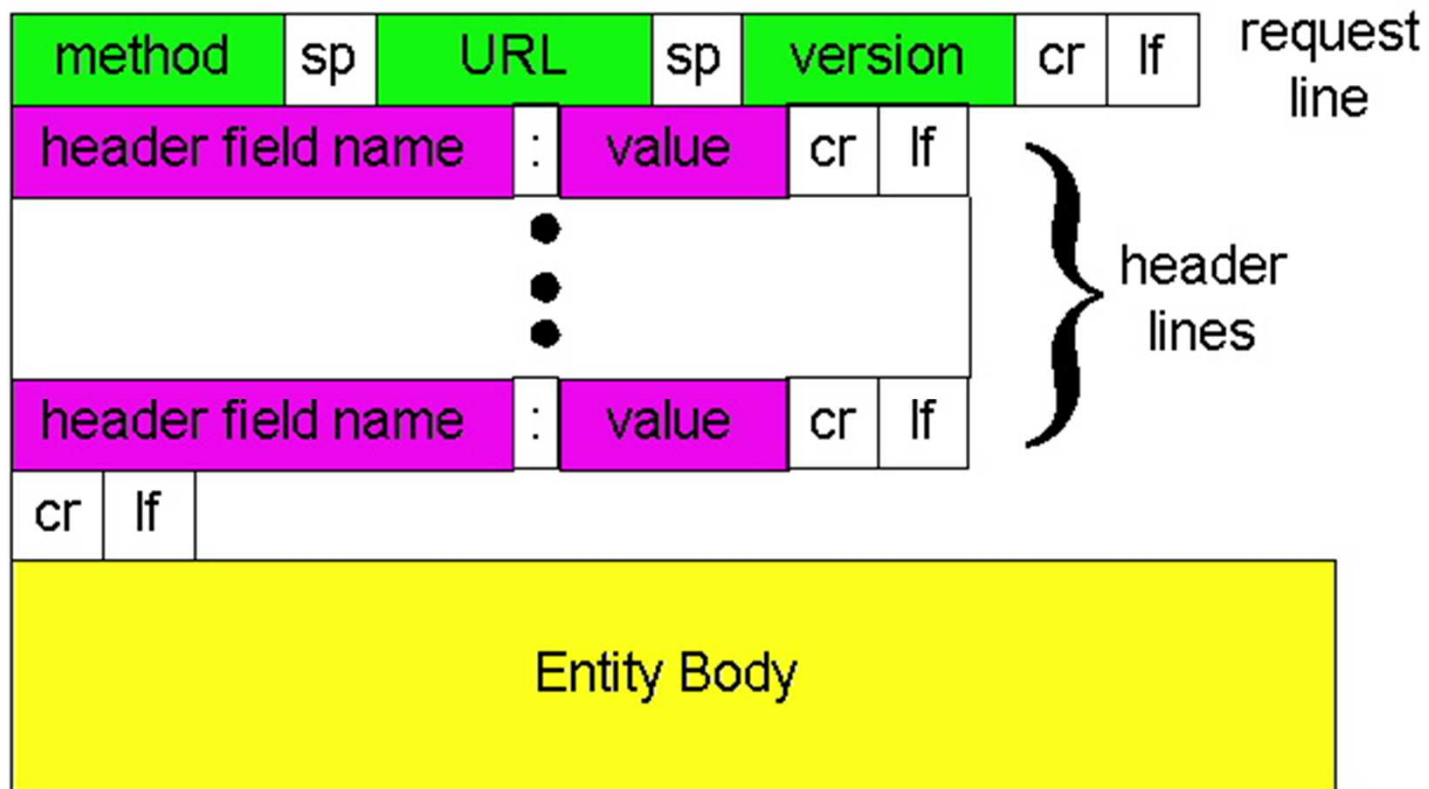 method sp URL sp version cr lf
request
line
header field name : value cr lf
header
lines
header field name : value cr lf
cr lf
Entity Body